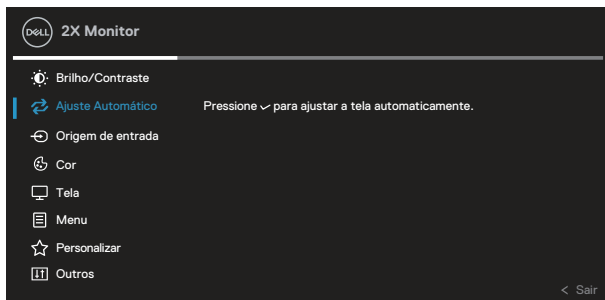 DELL 2X Monitor
Brilho/Contraste
Ajuste Automático Pressione para ajustar a tela automaticamente.
Origem de entrada
Cor
Tela
Menu
Personalizar
Outros
< Sair